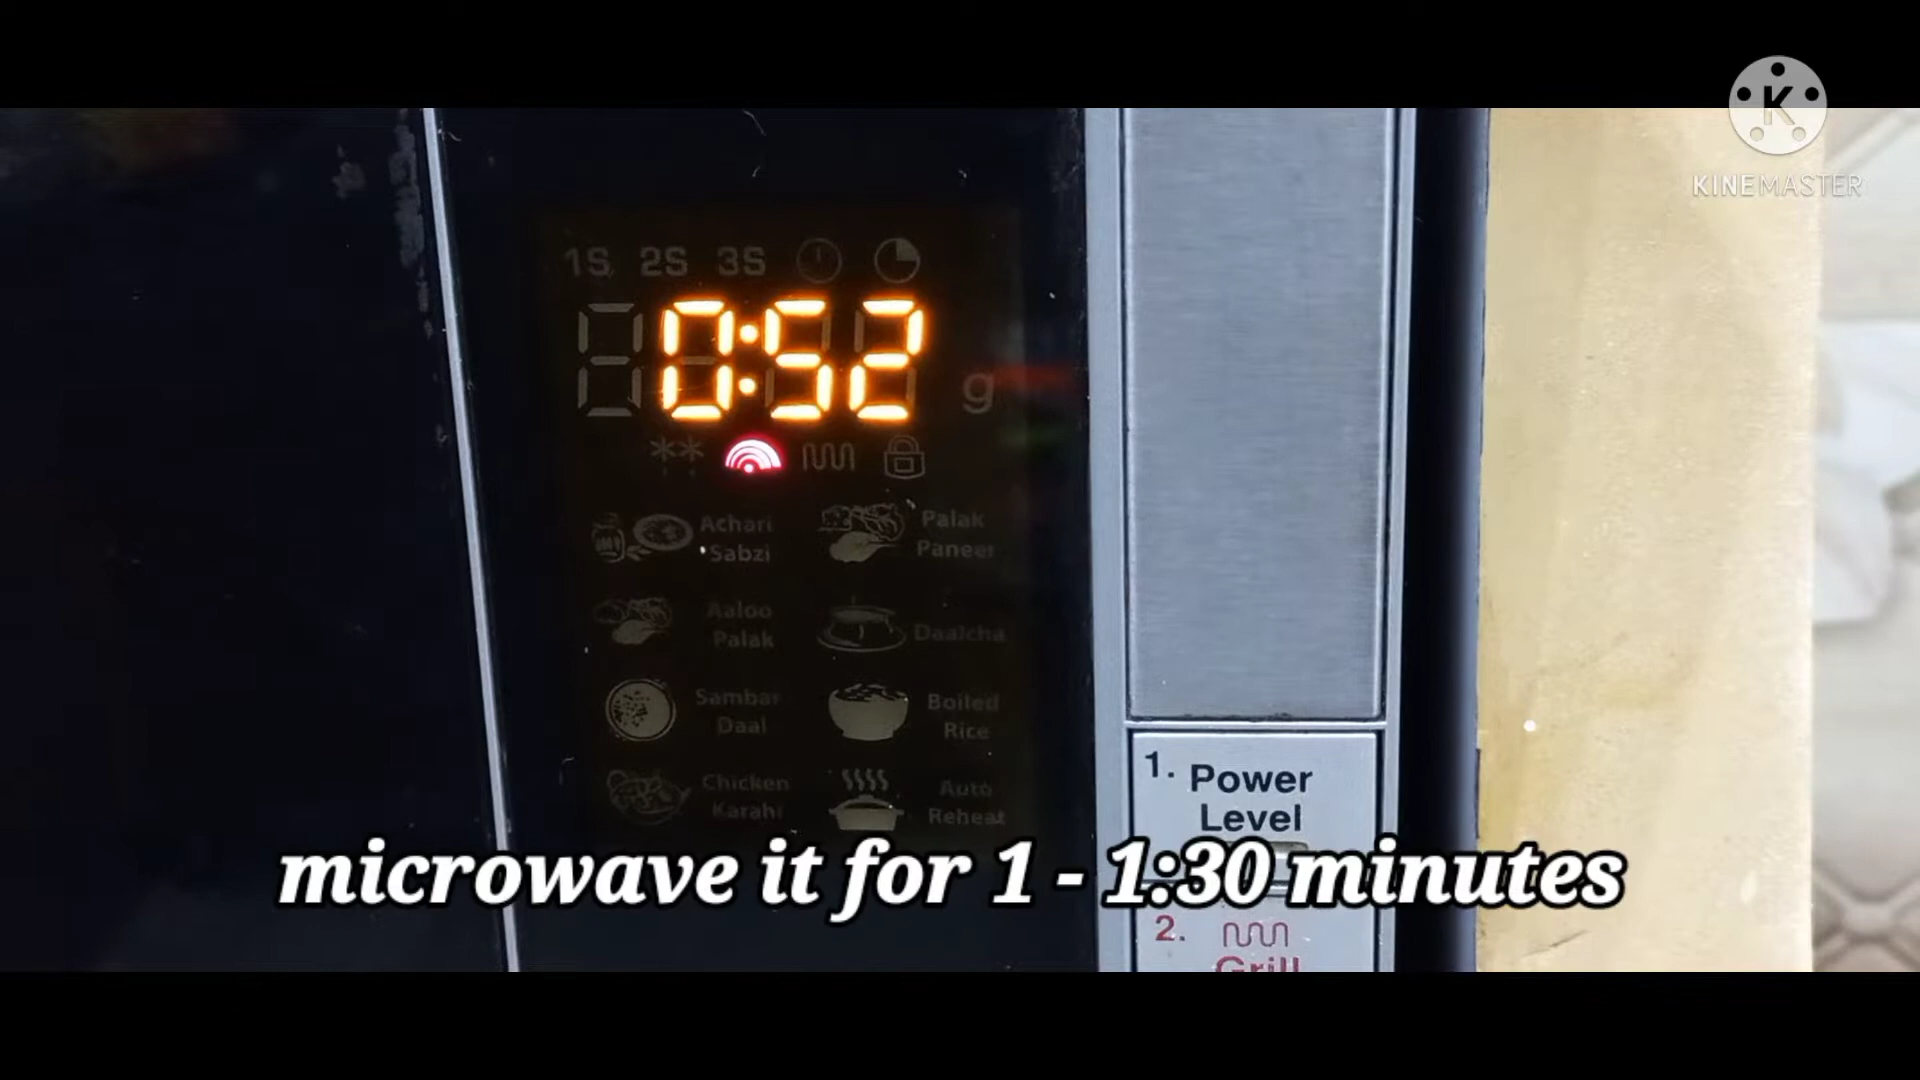 KINEMASTER
1S 2S 3S
0:52
g
Achari
Sabzi
Palak
Paneer
Aaloo
Palak
Daalcha
Sambar
Daal
Boiled
Rice
Chicken
Karahi
Auto
Reheat
1. Power
Level
microwave it for 1 - 1:30 minutes
2.
Grill